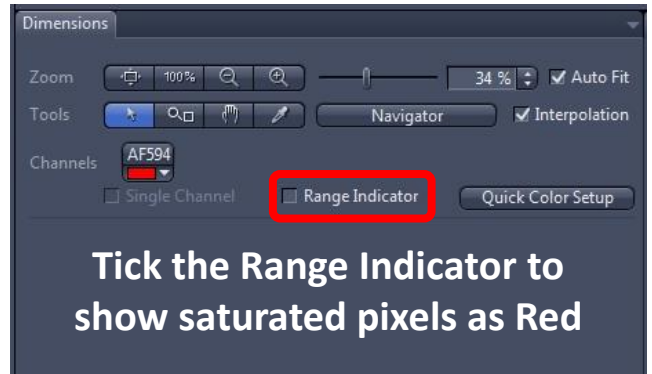 Dimensions
Zoom 100% 34 % Auto Fit
Tools Navigator Interpolation
Channels AF594
Single Channel Range Indicator Quick Color Setup
Tick the Range Indicator to
show saturated pixels as Red